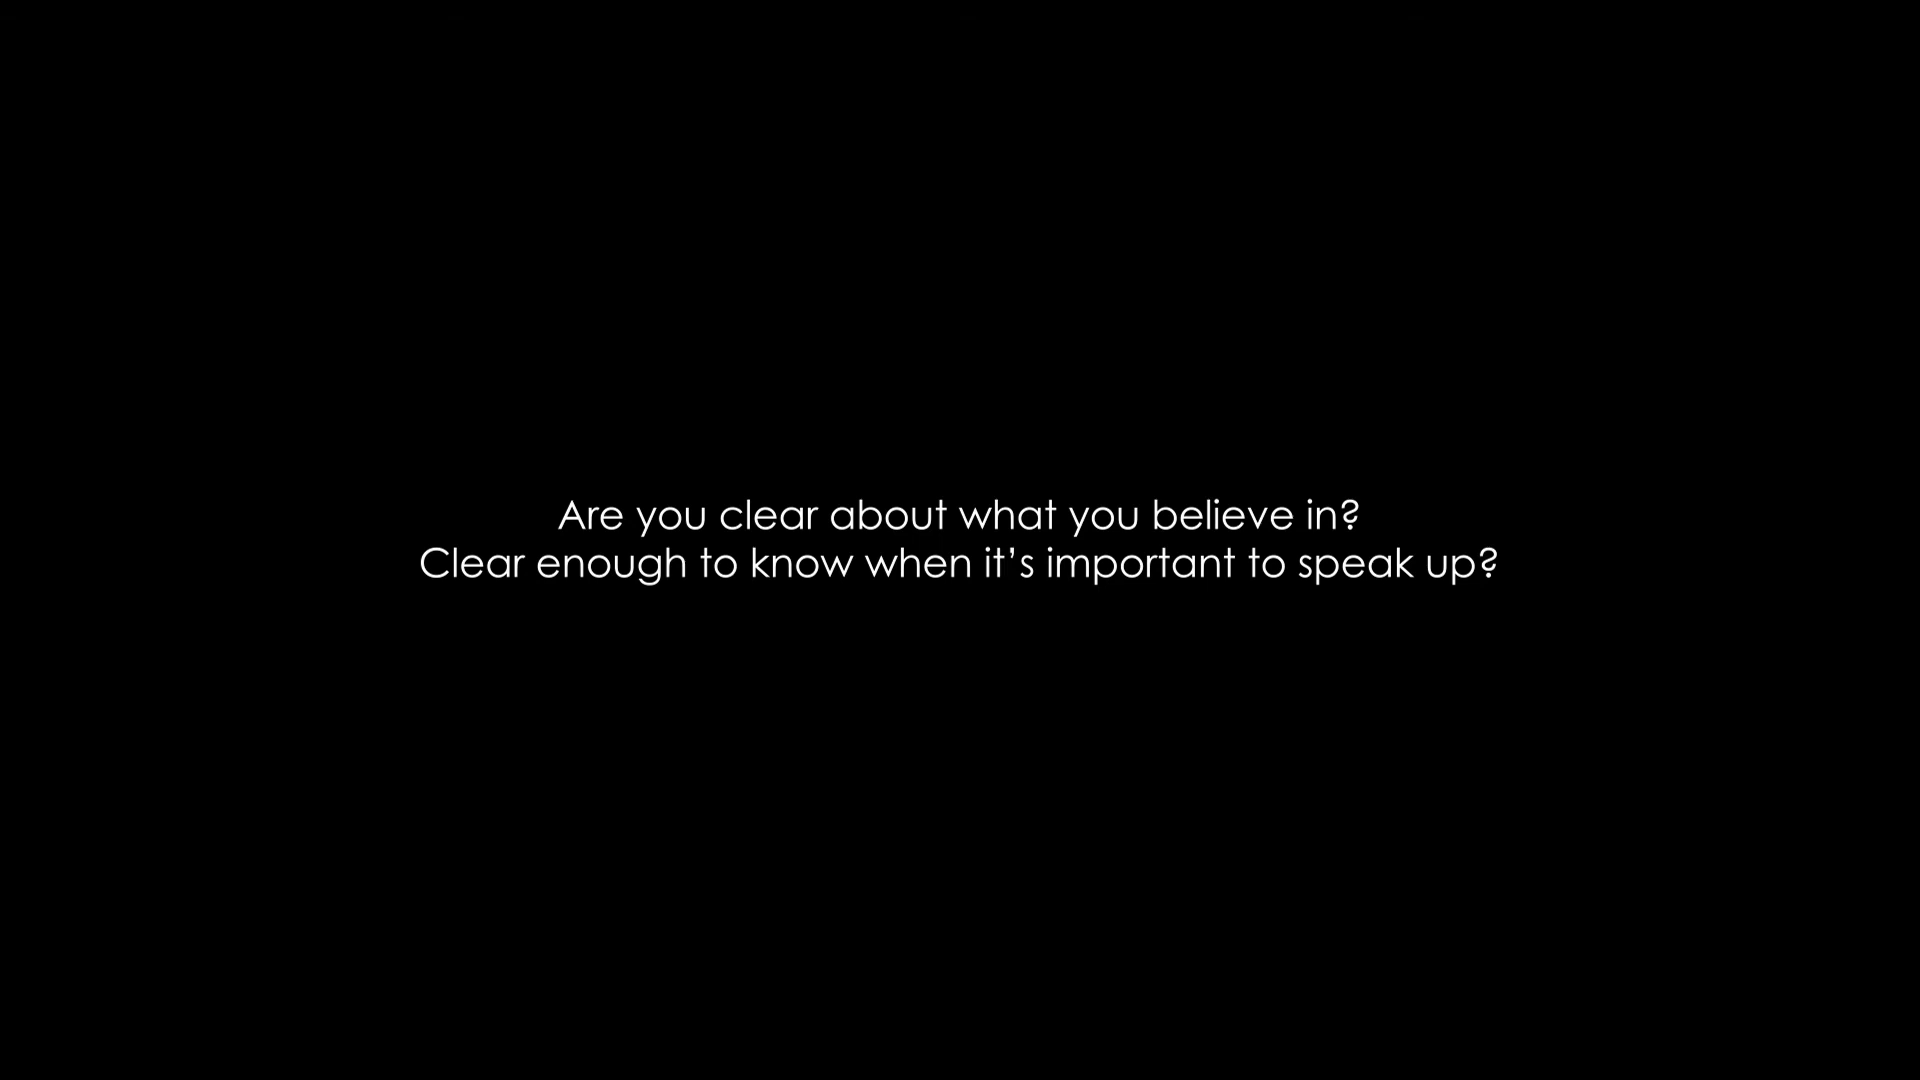 Are you clear about what you believe in?
Clear enough to know when it’s important to speak up?